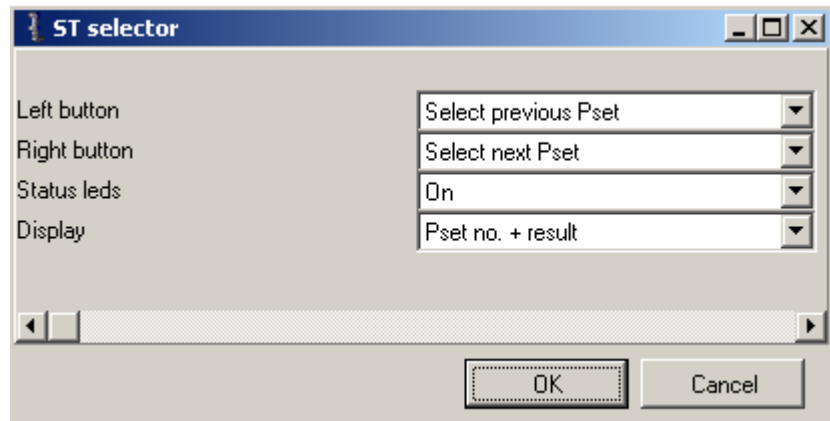 ST selector
Left button Select previous Pset
Right button Select next Pset
Status leds On
Display Pset no. + result
OK Cancel